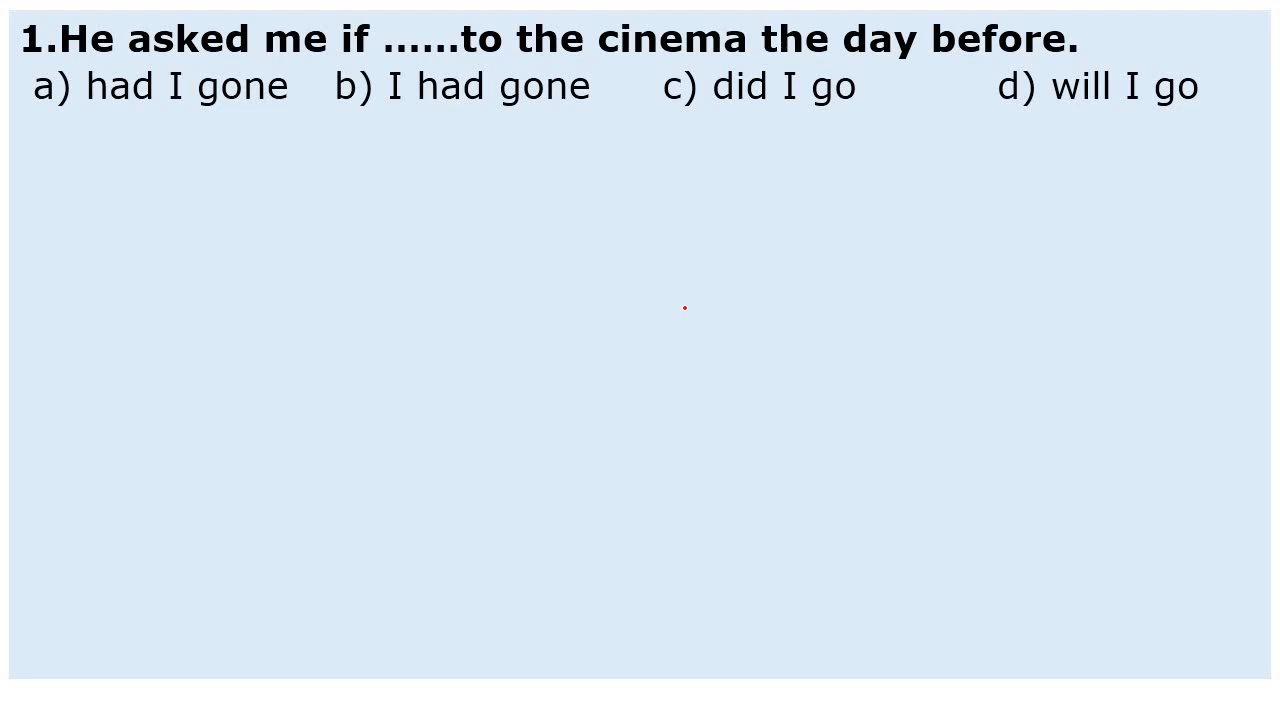 1.He asked me if ......to the cinema the day before.
a) had I gone b) I had gone c) did I go d) will I go